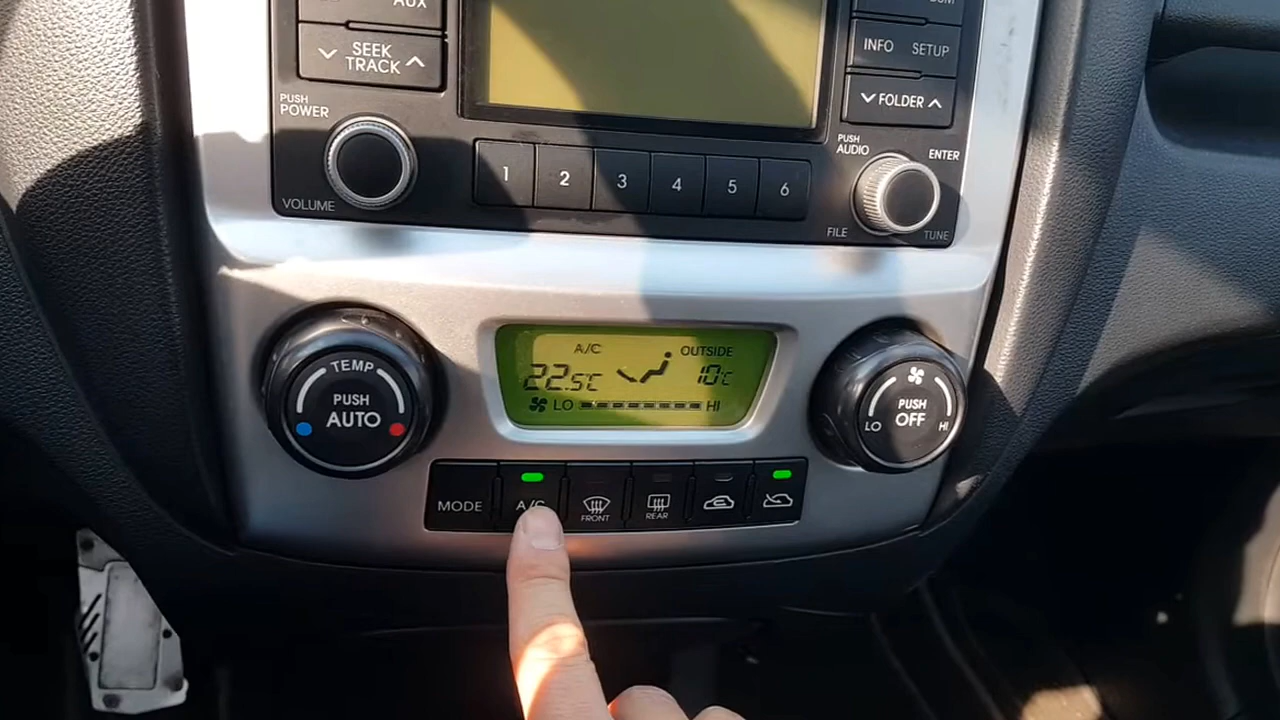 AUX
SEEK
TRACK
INFO SETUP
FOLDER
PUSH
POWER
VOLUME
1 2 3 4 5 6
PUSH
AUDIO
ENTER
FILE
TUNE
TEMP
PUSH
AUTO
A/C OUTSIDE
22.5°C 10°C
LO HI
PUSH
OFF
LO HI
MODE
A/C
FRONT
REAR